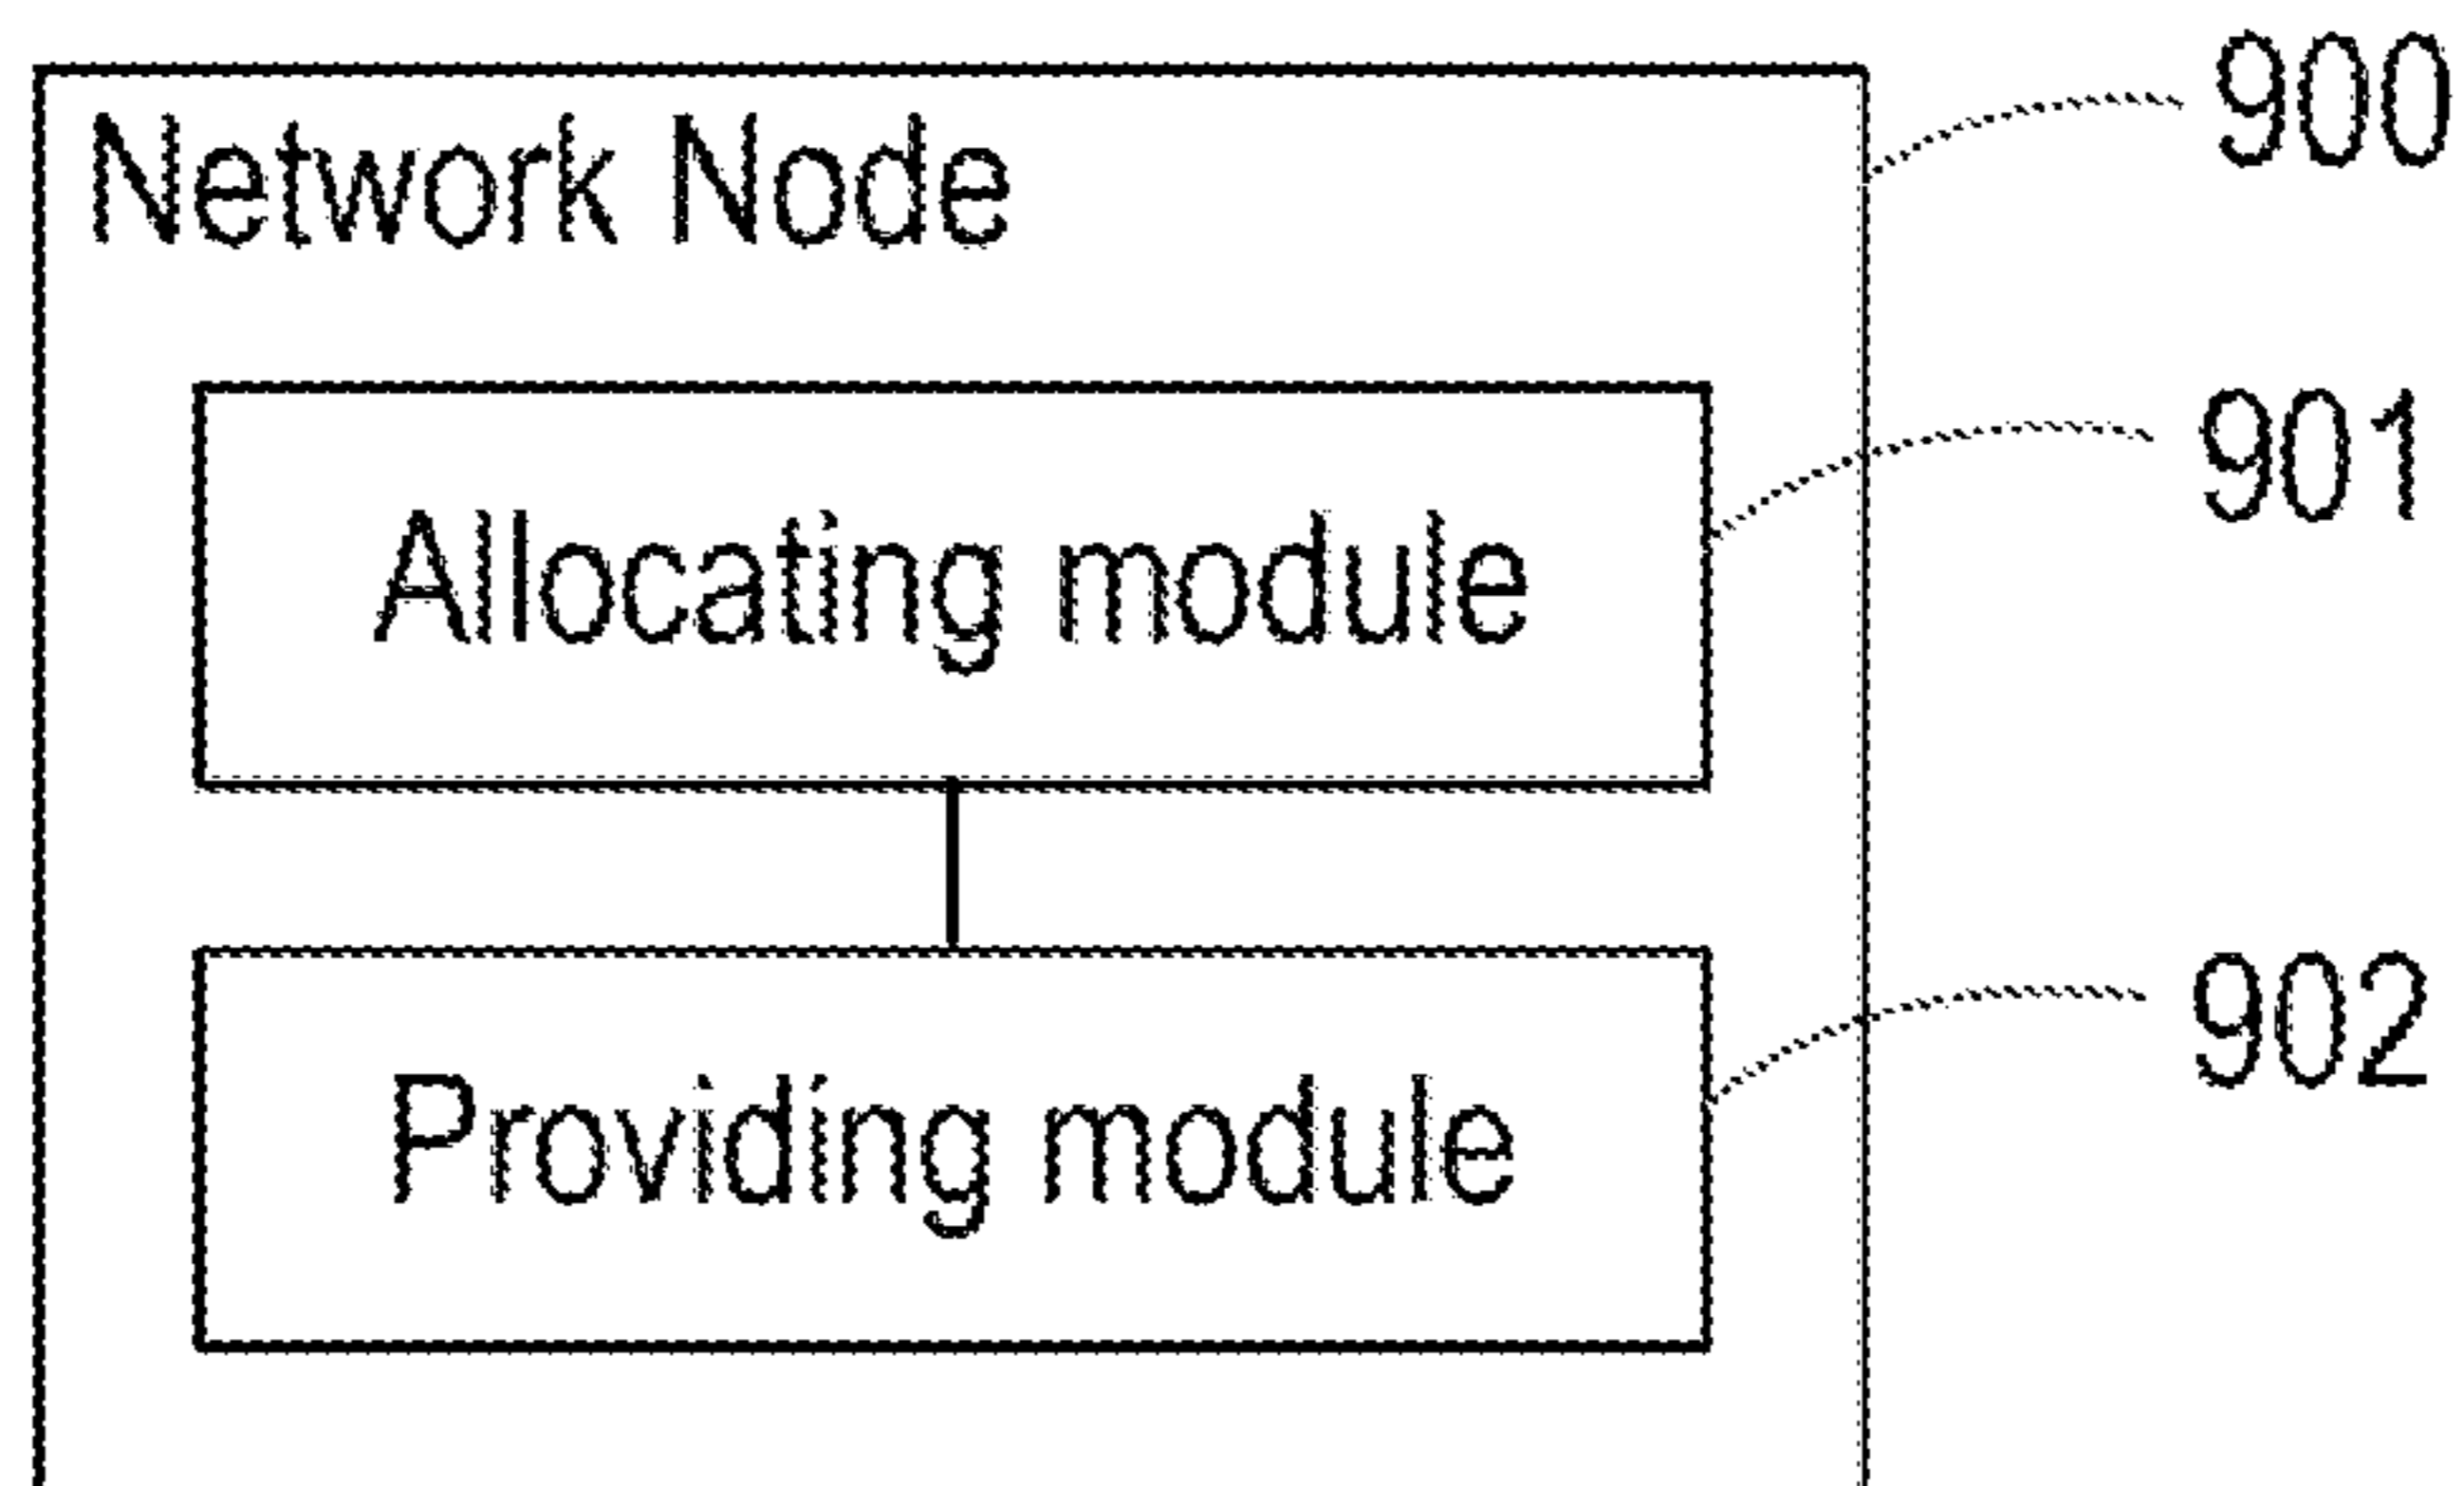 Network Node
900
Allocating module
901
Providing module
902